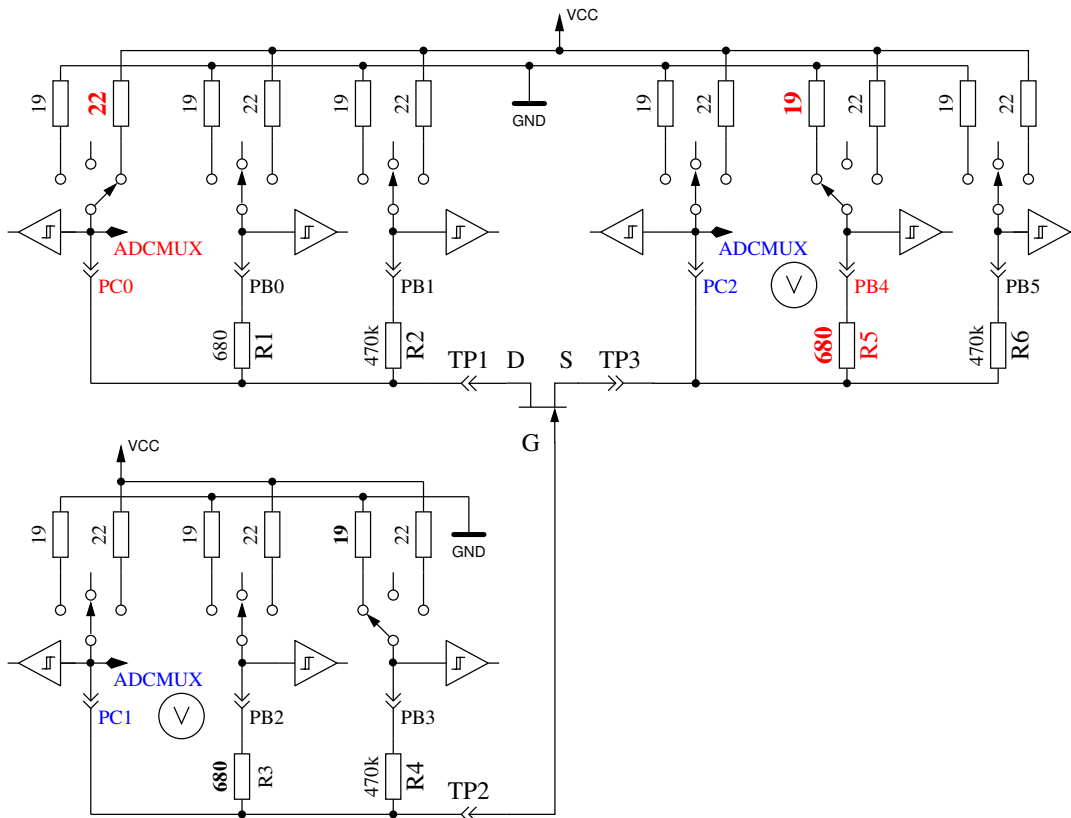 VCC
19
22
19
22
19
22
GND
19
22
19
22
19
22
ADCMUX
PC0
PB0
PB1
ADCMUX
PC2
V
PB4
PB5
680
R1
470k
R2
680
R5
470k
R6
TP1
D
S
TP3
G
VCC
19
22
19
22
19
22
GND
ADCMUX
PC1
V
PB2
PB3
680
R3
470k
R4
TP2